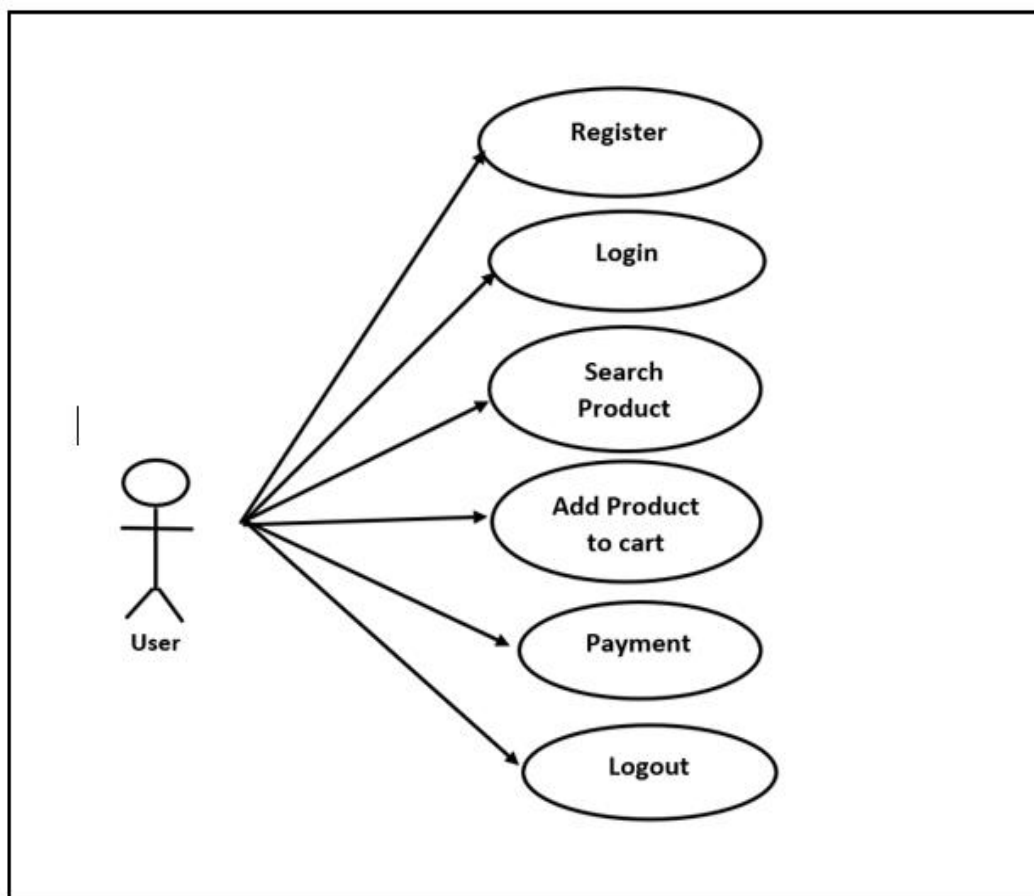 Register
Login
Search
Product
Add Product
to cart
User
Payment
Logout